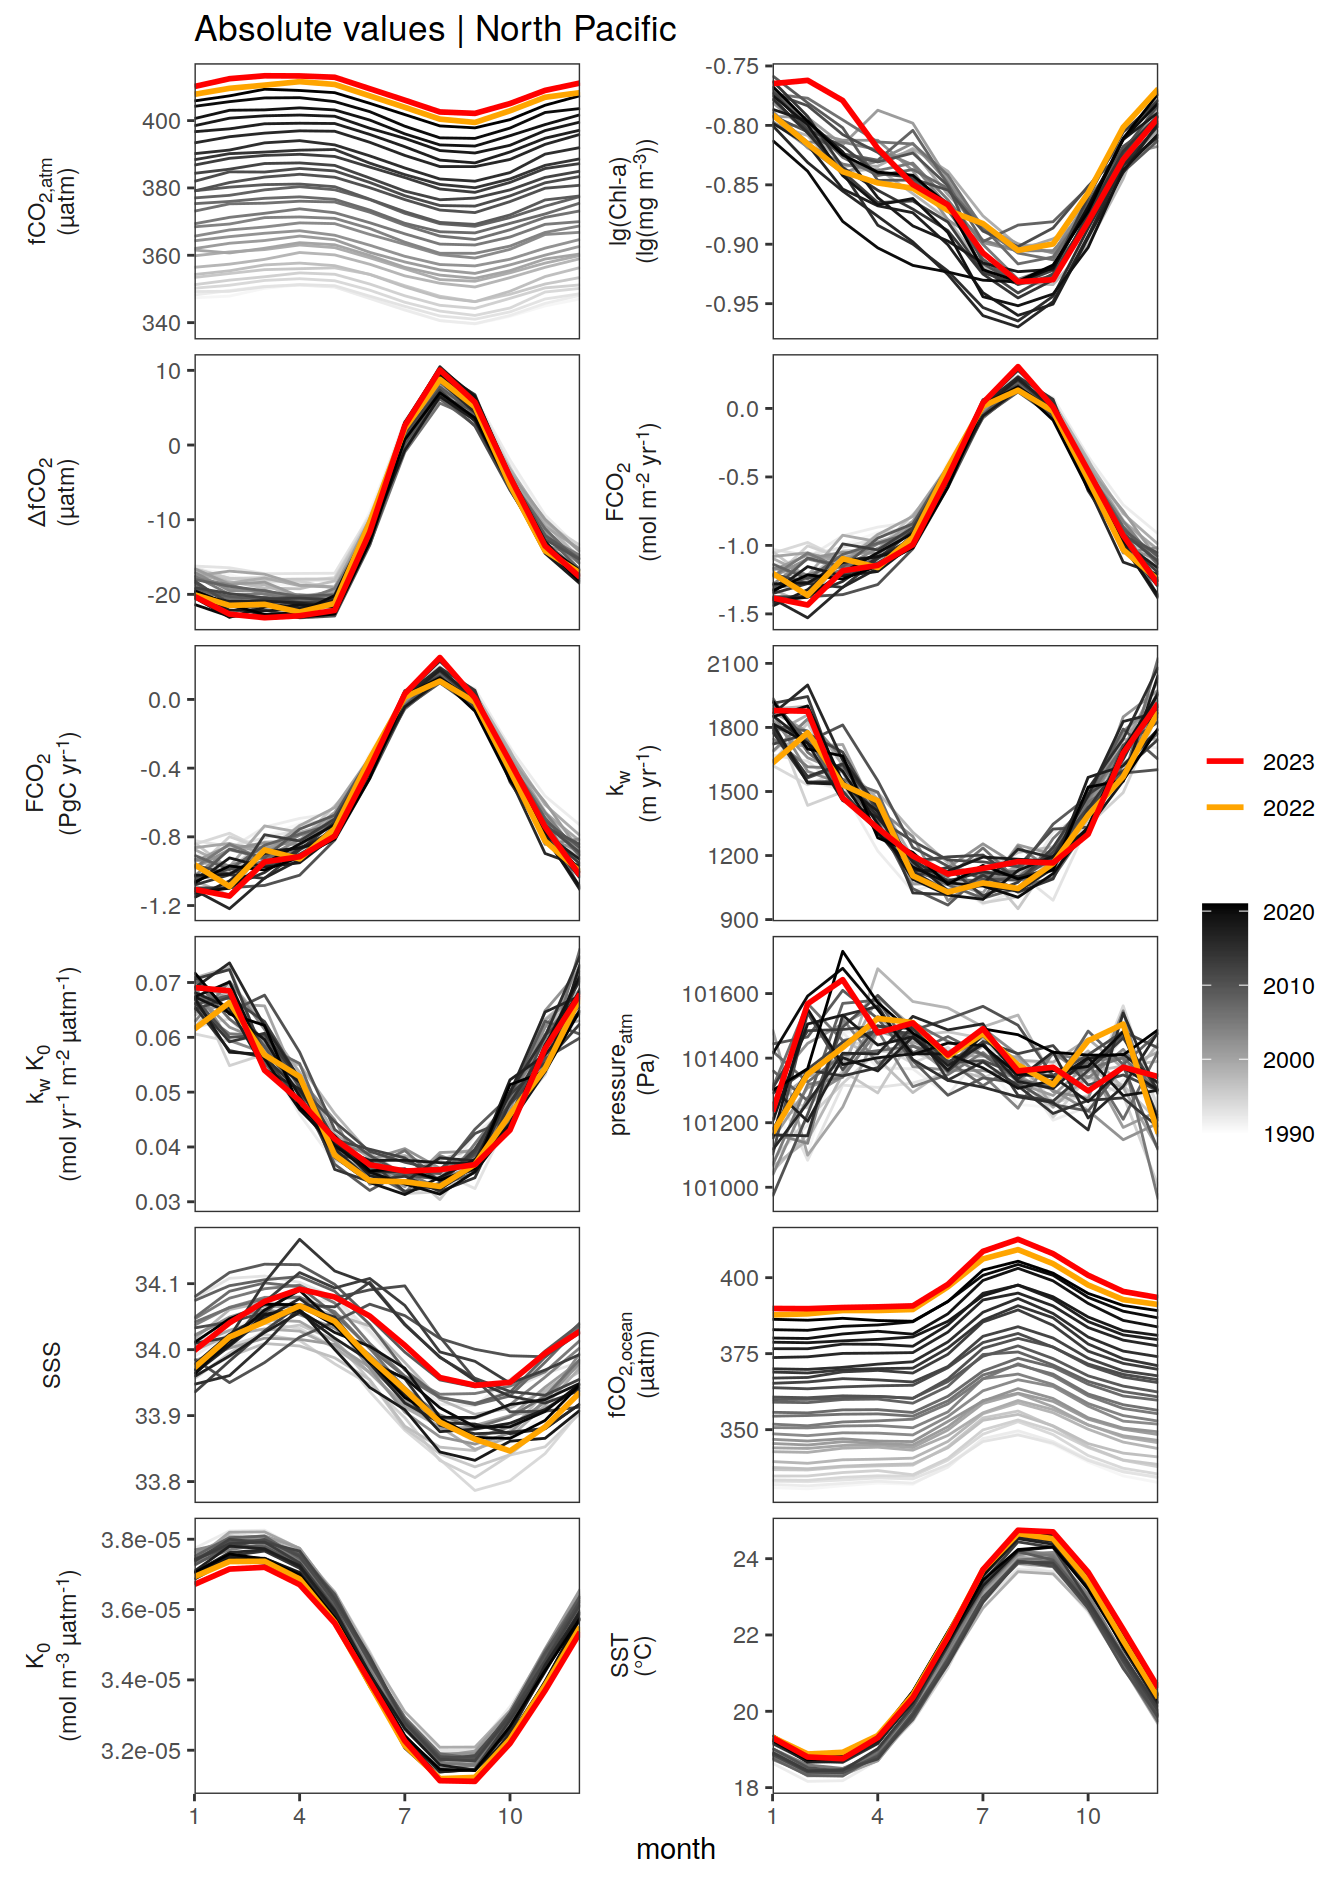 Absolute values | North Pacific
fCO2,atm
(µatm)
400
380
360
340
lg(Chl-a)
(lg(mg m-3))
-0.75
-0.80
-0.85
-0.90
-0.95
ΔfCO2
(µatm)
10
0
-10
-20
FCO2
(mol m-2 yr-1)
0.0
-0.5
-1.0
-1.5
FCO2
(PgC yr-1)
0.0
-0.4
-0.8
-1.2
kw
(m yr-1)
2100
1800
1500
1200
900
kw K0
(mol yr-1 m-2 µatm-1)
0.07
0.06
0.05
0.04
0.03
pressureatm
(Pa)
101600
101400
101200
101000
SSS
34.1
34.0
33.9
33.8
fCO2,ocean
(µatm)
400
375
350
K0
(mol m-3 µatm-1)
3.8e-05
3.6e-05
3.4e-05
3.2e-05
SST
(°C)
24
22
20
18
1 4 7 10
1 4 7 10
month
2023
2022
2020
2010
2000
1990